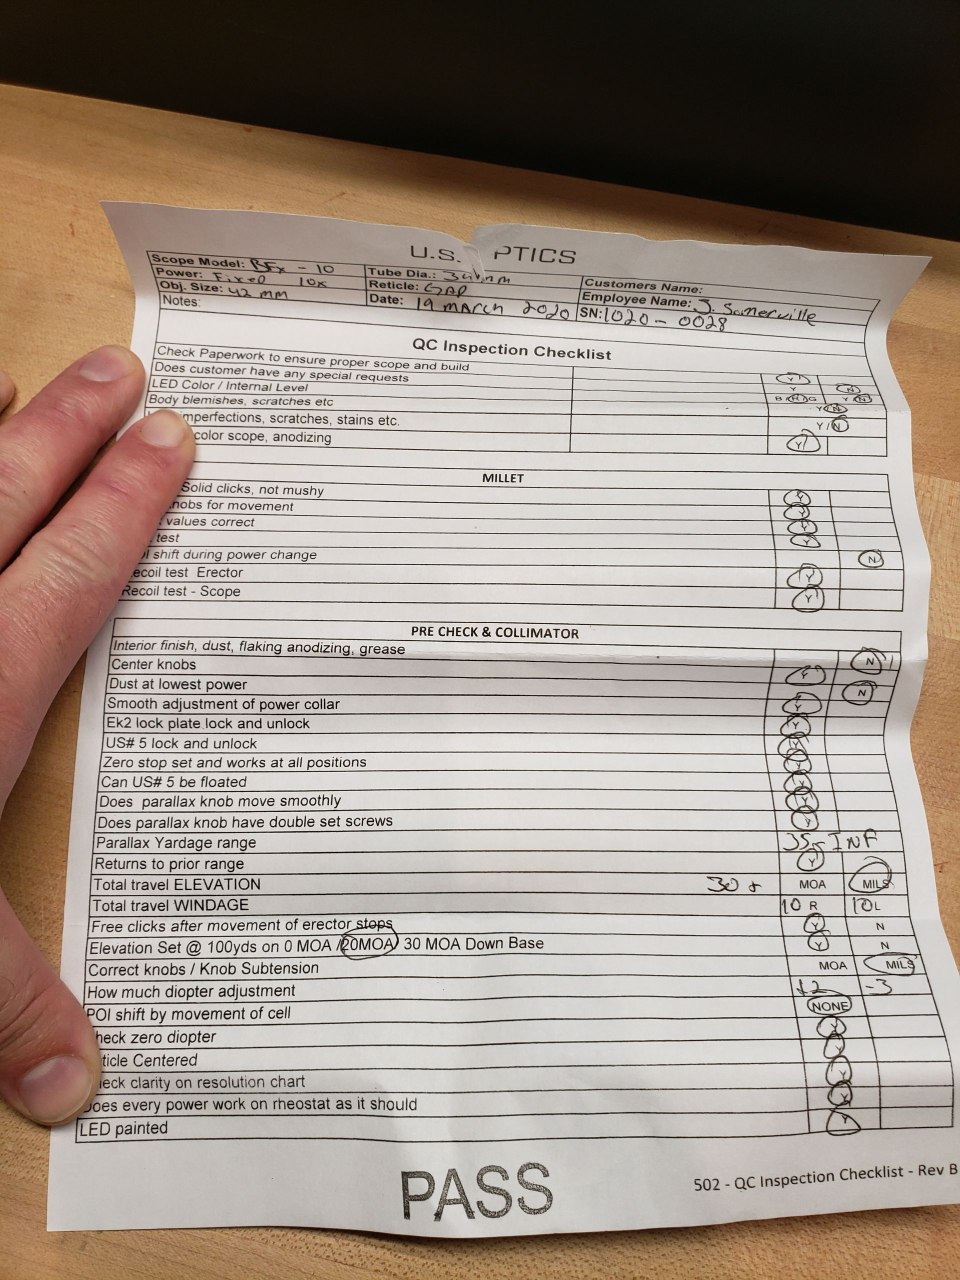 U.S. PTICS
Scope Model: BFX - 10
Power: Fixed 10x Tube Dia.: 34mm Customers Name:
Obj. Size: 42 mm Reticle: GAP Employee Name: J. Somerville
Notes: Date: 19 March 2020 SN: 1020 - 0028
QC Inspection Checklist
Check Paperwork to ensure proper scope and build Y
Does customer have any special requests Y N
LED Color / Internal Level B R G Y N
Body blemishes, scratches etc Y/N
imperfections, scratches, stains etc. Y/N
color scope, anodizing Y
MILLET
Solid clicks, not mushy Y
nobs for movement Y
values correct Y
test Y
shift during power change N
ecoil test Erector Y
Recoil test - Scope Y
PRE CHECK & COLLIMATOR
Interior finish, dust, flaking anodizing, grease N
Center knobs Y
Dust at lowest power N
Smooth adjustment of power collar Y
Ek2 lock plate lock and unlock Y
US# 5 lock and unlock Y
Zero stop set and works at all positions Y
Can US# 5 be floated Y
Does parallax knob move smoothly Y
Does parallax knob have double set screws Y
Parallax Yardage range 35 - INF
Returns to prior range Y
Total travel ELEVATION 30 + MOA MILS
Total travel WINDAGE 10 R 10 L
Free clicks after movement of erector stops Y N
Elevation Set @ 100yds on 0 MOA /20MOA/ 30 MOA Down Base Y N
Correct knobs / Knob Subtension MOA MILS
How much diopter adjustment +2 -3
POI shift by movement of cell NONE
heck zero diopter Y
ticle Centered Y
eck clarity on resolution chart Y
Does every power work on rheostat as it should Y
LED painted Y
PASS
502 - QC Inspection Checklist - Rev B